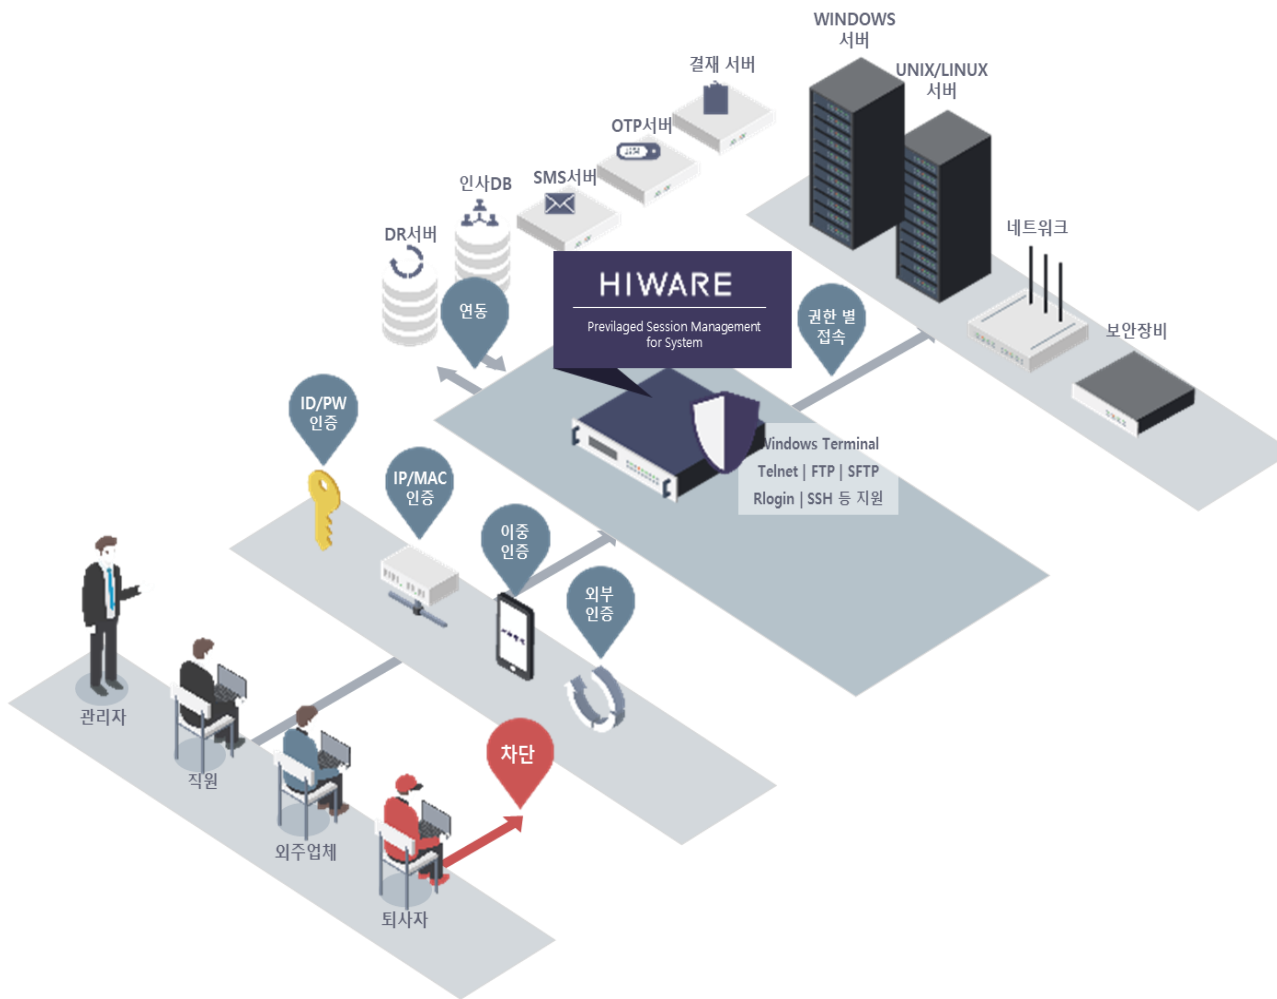 WINDOWS
서버
UNIX/LINUX
서버
결재 서버
OTP서버
SMS서버
인사DB
DR서버
네트워크
보안장비
연동
HIWARE
Previlaged Session Management
for System
권한 별
접속
Windows Terminal
Telnet | FTP | SFTP
Rlogin | SSH 등 지원
ID/PW
인증
IP/MAC
인증
이중
인증
외부
인증
관리자
직원
외주업체
퇴사자
차단